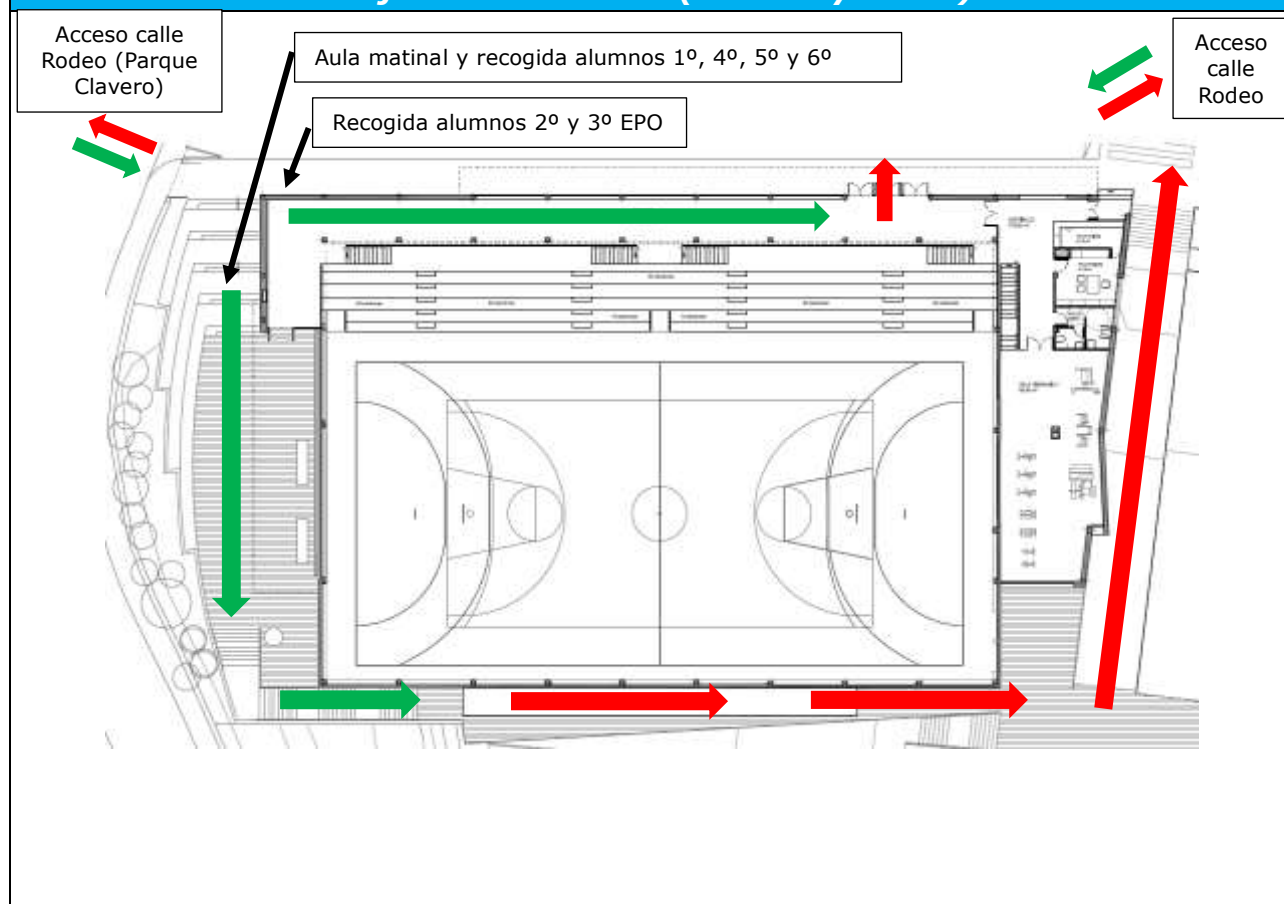 Acceso calle
Rodeo (Parque
Clavero)
Aula matinal y recogida alumnos 1º, 4º, 5º y 6º
Recogida alumnos 2º y 3º EPO
Acceso
calle
Rodeo